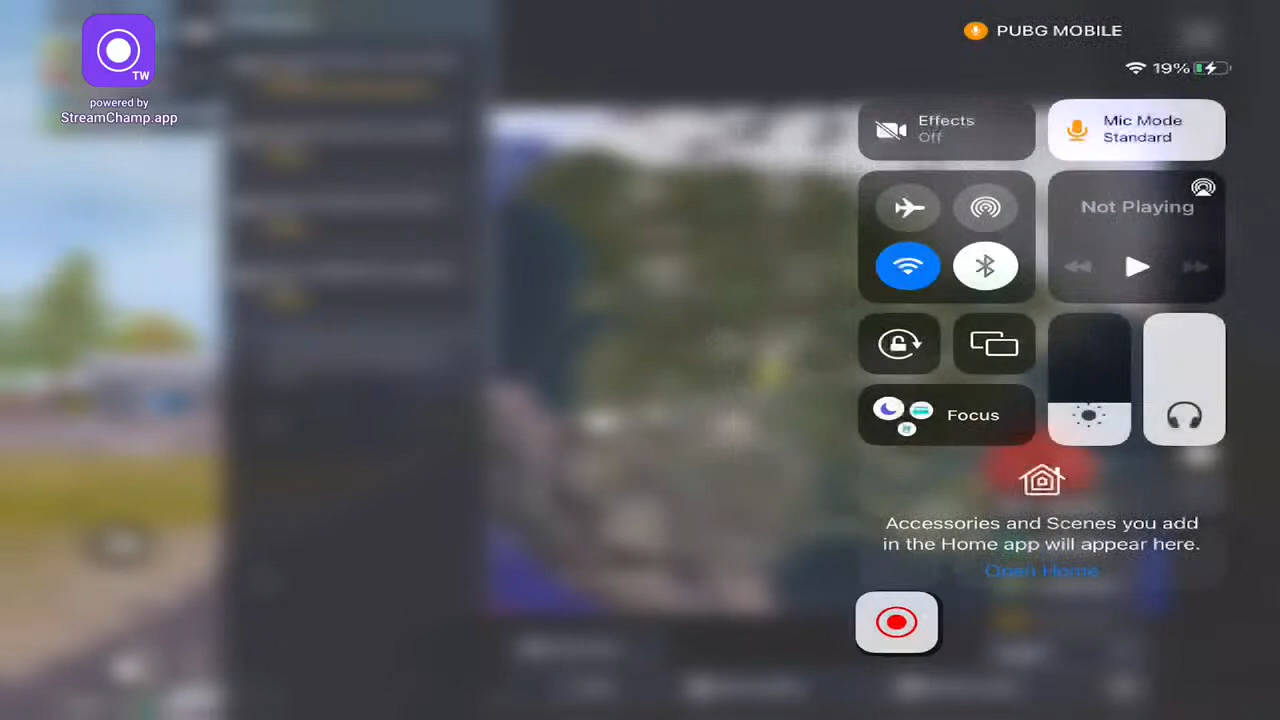 TW
powered by
StreamChamp.app
PUBG MOBILE
19%
Effects
Off
Mic Mode
Standard
Not Playing
Focus
Accessories and Scenes you add
in the Home app will appear here.
Open Home